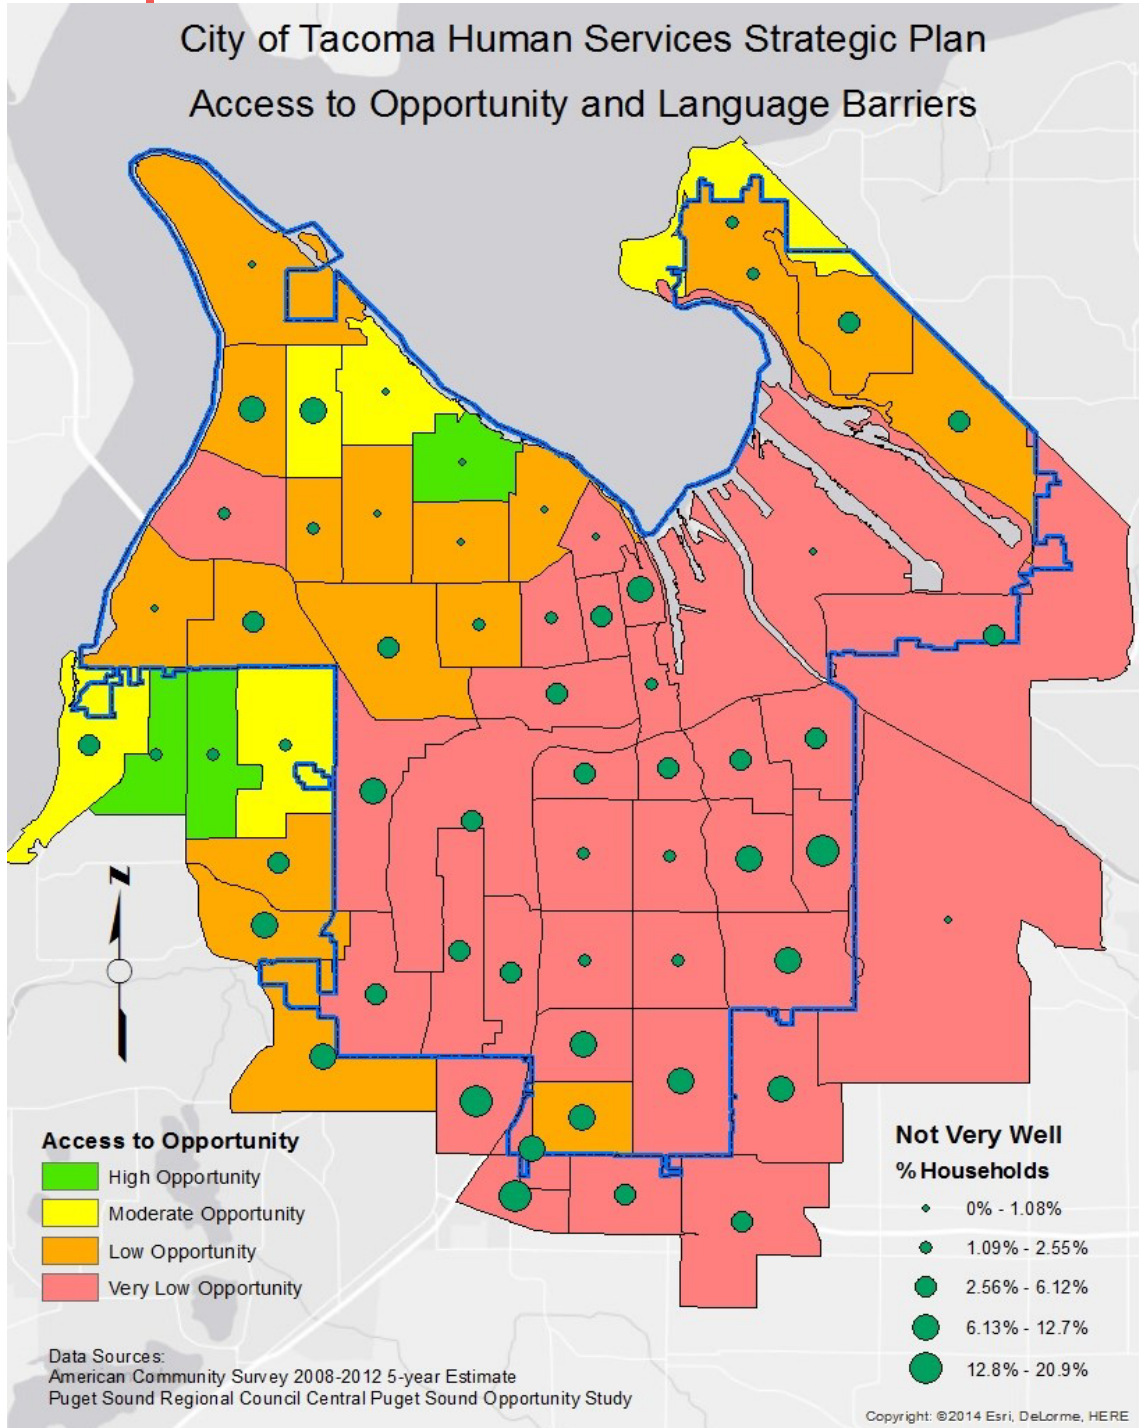 City of Tacoma Human Services Strategic Plan
Access to Opportunity and Language Barriers
N
Access to Opportunity
High Opportunity
Moderate Opportunity
Low Opportunity
Very Low Opportunity
Not Very Well
% Households
0% - 1.08%
1.09% - 2.55%
2.56% - 6.12%
6.13% - 12.7%
12.8% - 20.9%
Data Sources:
American Community Survey 2008-2012 5-year Estimate
Puget Sound Regional Council Central Puget Sound Opportunity Study
Copyright: ©2014 Esri, DeLorme, HERE